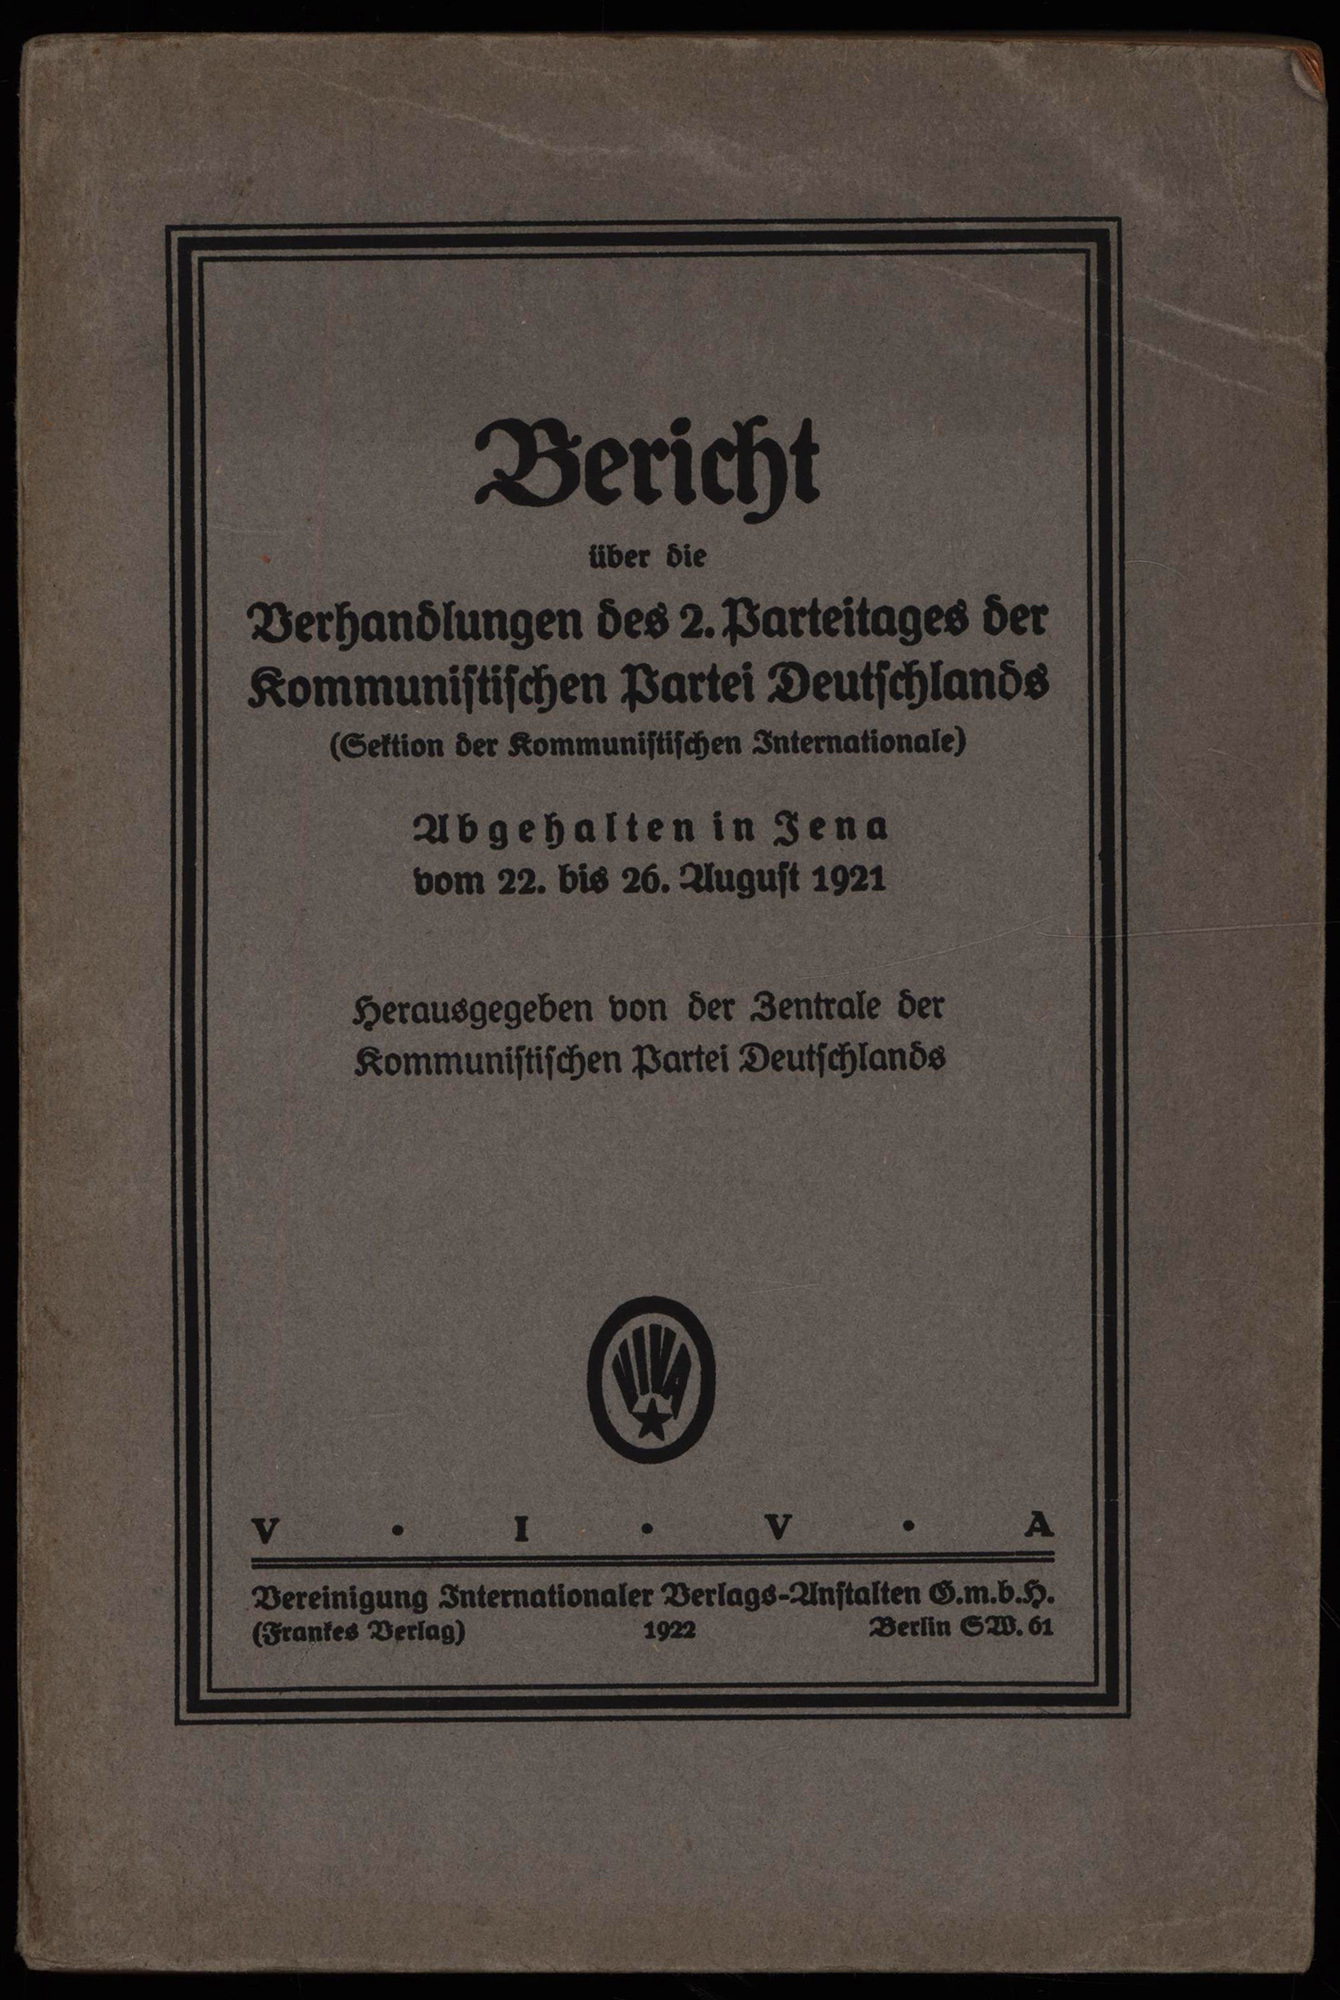 Bericht
über die
Verhandlungen des 2. Parteitages der
Kommunistischen Partei Deutschlands
(Sektion der Kommunistischen Internationale)
Abgehalten in Jena
vom 22. bis 26. August 1921
Herausgegeben von der Zentrale der
Kommunistischen Partei Deutschlands
VIVA
V · I · V · A
Vereinigung Internationaler Verlags-Anstalten G.m.b.H.
(Frankes Verlag) 1922 Berlin SW. 61